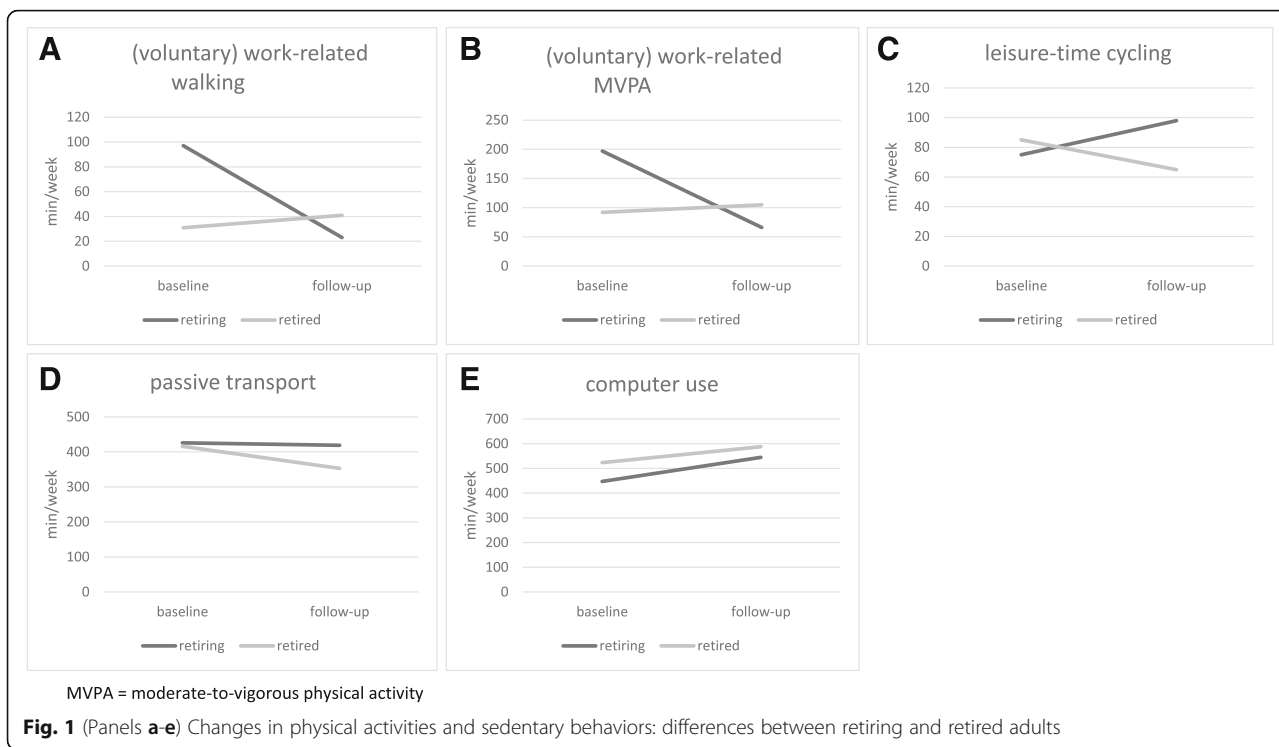 A
(voluntary) work-related
walking
min/week
120
100
80
60
40
20
0
baseline follow-up
retiring retired
B
(voluntary) work-related
MVPA
min/week
250
200
150
100
50
0
baseline follow-up
retiring retired
C
leisure-time cycling
min/week
120
100
80
60
40
20
0
baseline follow-up
retiring retired
D
passive transport
min/week
500
400
300
200
100
0
baseline follow-up
retiring retired
E
computer use
min/week
700
600
500
400
300
200
100
0
baseline follow-up
retiring retired
MVPA = moderate-to-vigorous physical activity
Fig. 1 (Panels a-e) Changes in physical activities and sedentary behaviors: differences between retiring and retired adults